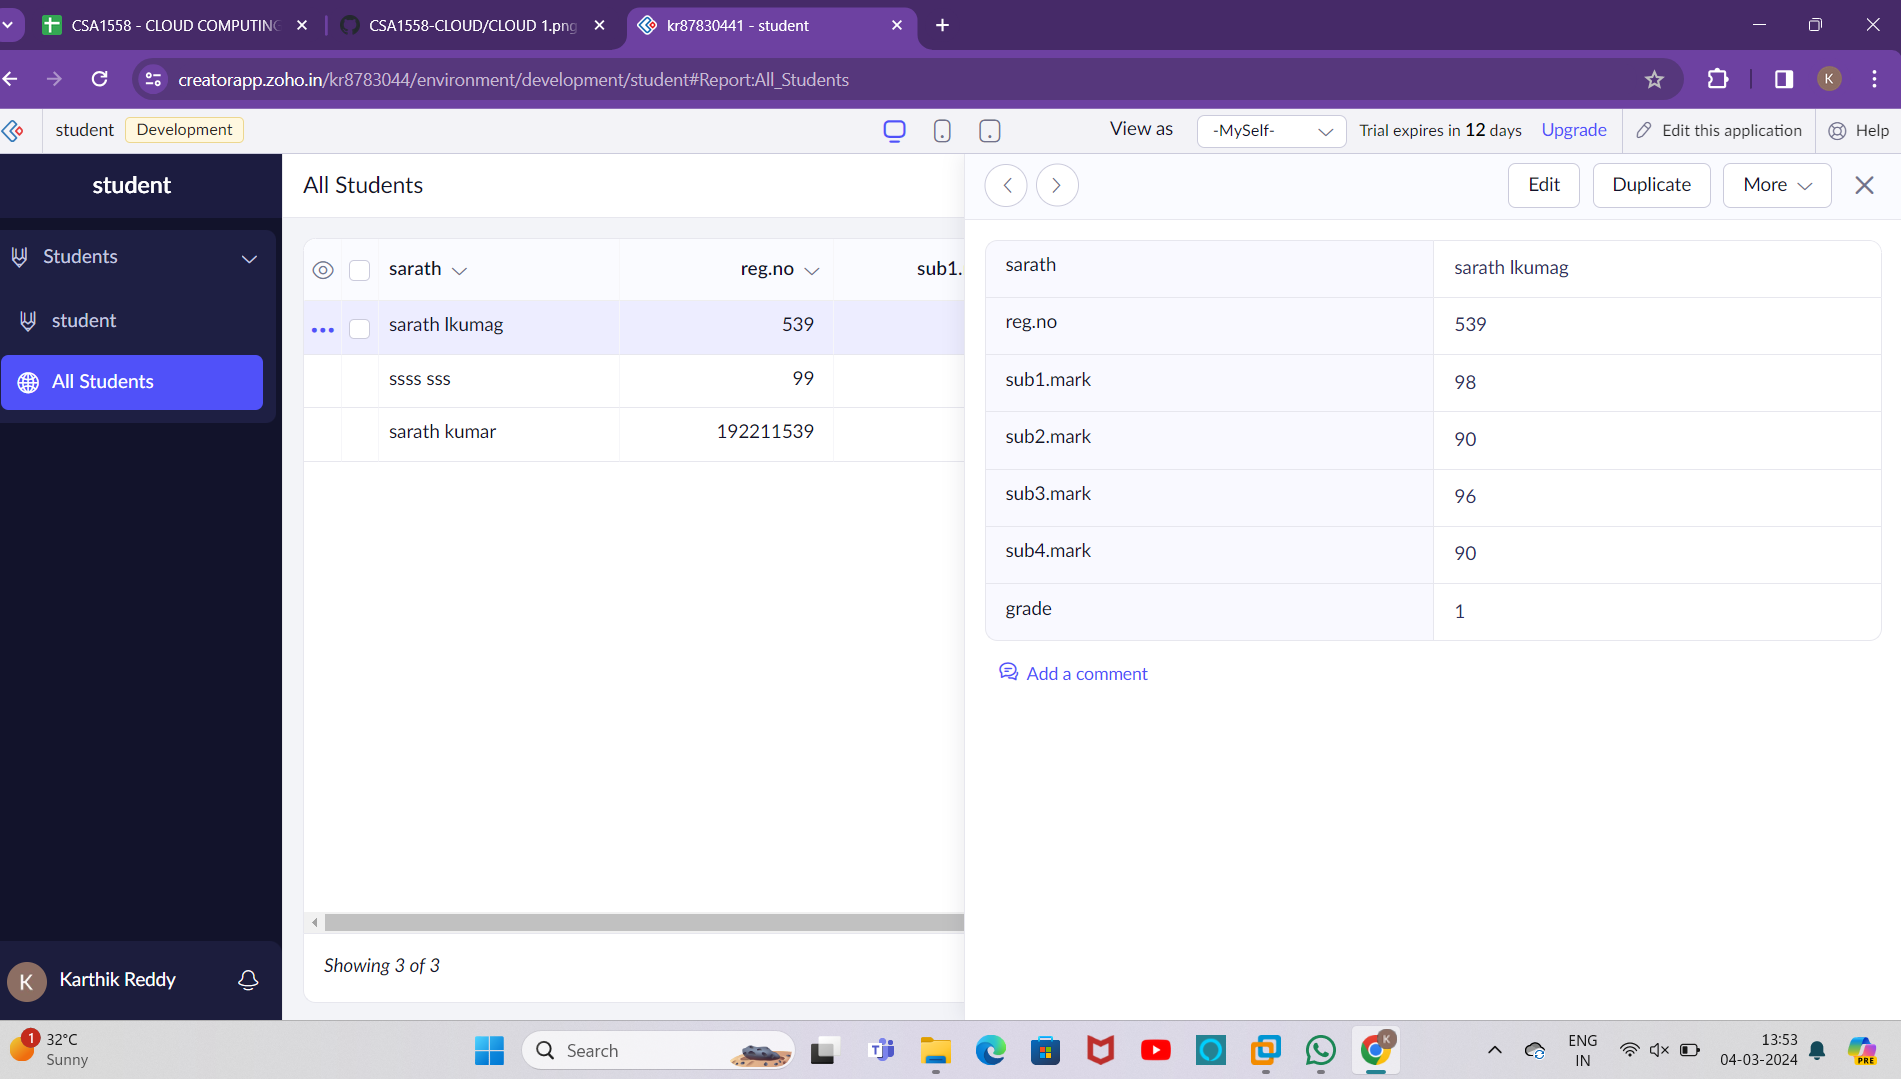 CSA1558 - CLOUD COMPUTING
CSA1558-CLOUD/CLOUD 1.png
kr87830441 - student
creatorapp.zoho.in/kr8783044/environment/development/student#Report:All_Students
K
student
Development
View as
-MySelf-
Trial expires in 12 days
Upgrade
Edit this application
Help
student
Students
student
All Students
K
Karthik Reddy
All Students
sarath
reg.no
sub1.
sarath lkumag
539
ssss sss
99
sarath kumar
192211539
Showing 3 of 3
Edit
Duplicate
More
sarath
sarath lkumag
reg.no
539
sub1.mark
98
sub2.mark
90
sub3.mark
96
sub4.mark
90
grade
1
Add a comment
1
32°C
Sunny
Search
K
ENG
IN
13:53
04-03-2024
PRE